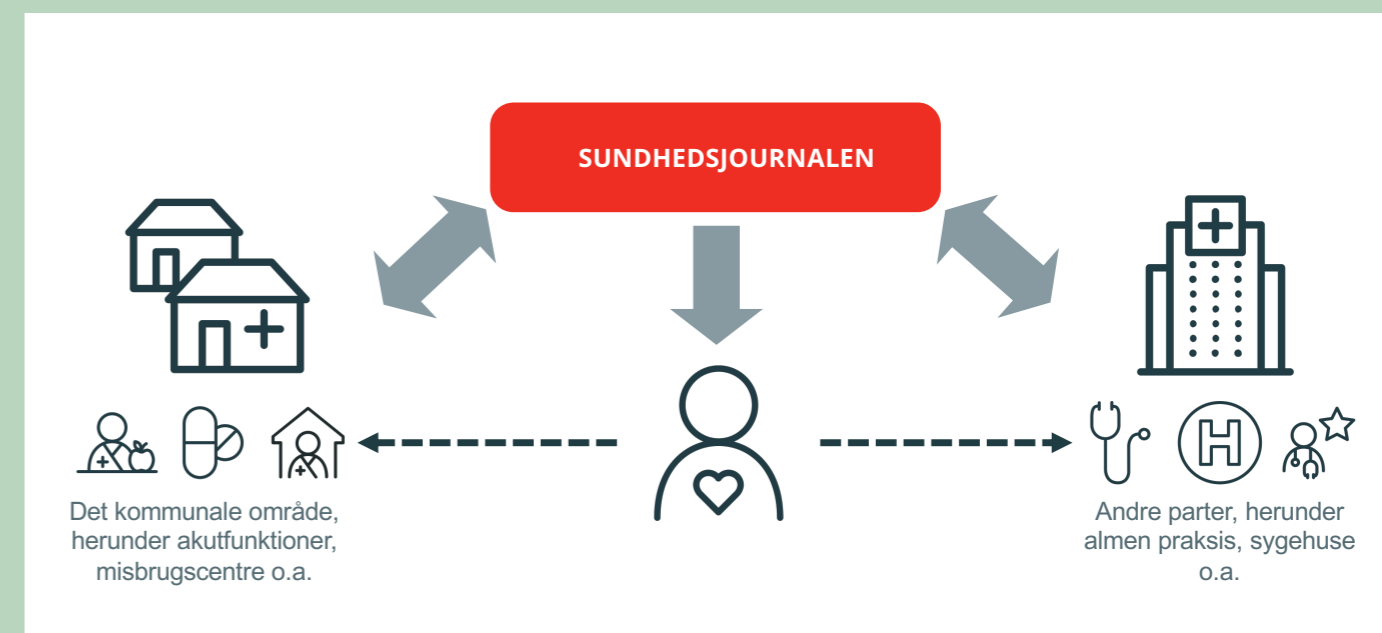 SUNDHEDSJOURNALEN
H
Det kommunale område,
herunder akutfunktioner,
misbrugscentre o.a.
Andre parter, herunder
almen praksis, sygehuse
o.a.